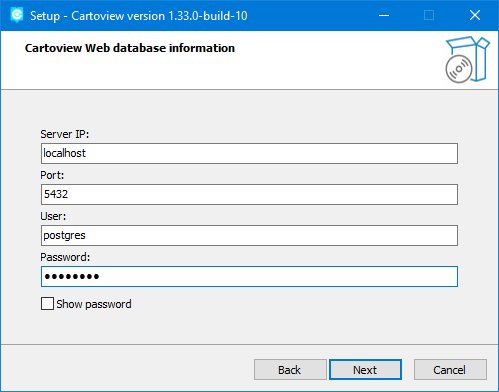 Setup - Cartoview version 1.33.0-build-10
Cartoview Web database information
Server IP:
localhost
Port:
5432
User:
postgres
Password:
●●●●●●●●
Show password
Back Next Cancel